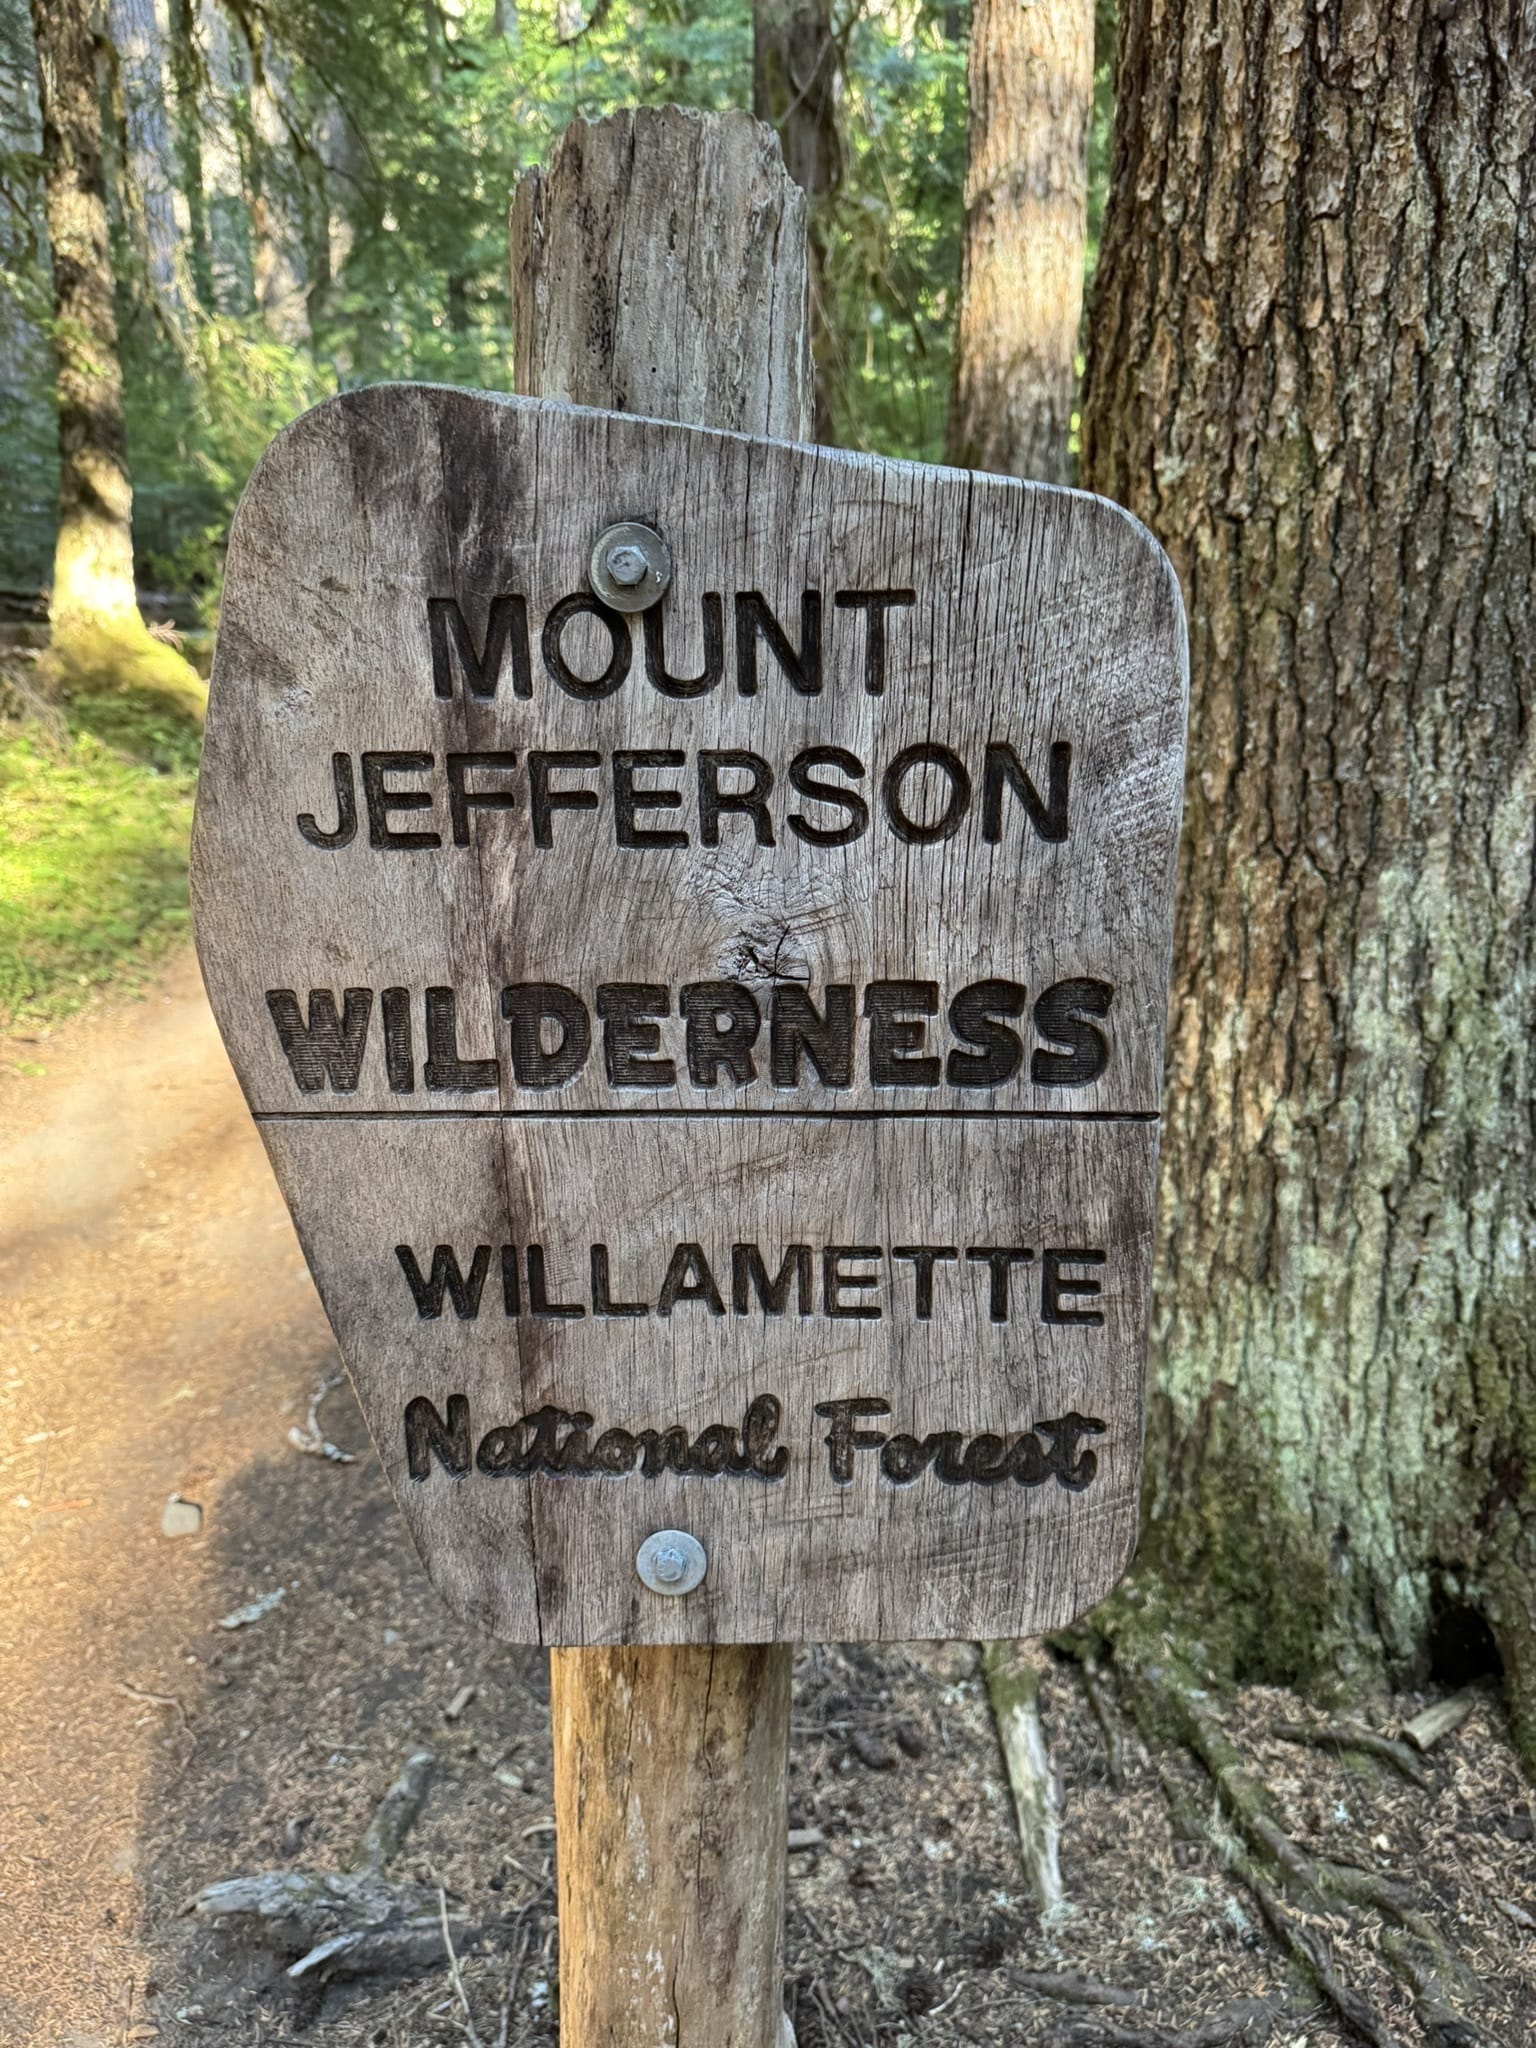 MOUNT
JEFFERSON
WILDERNESS
WILLAMETTE
National Forest